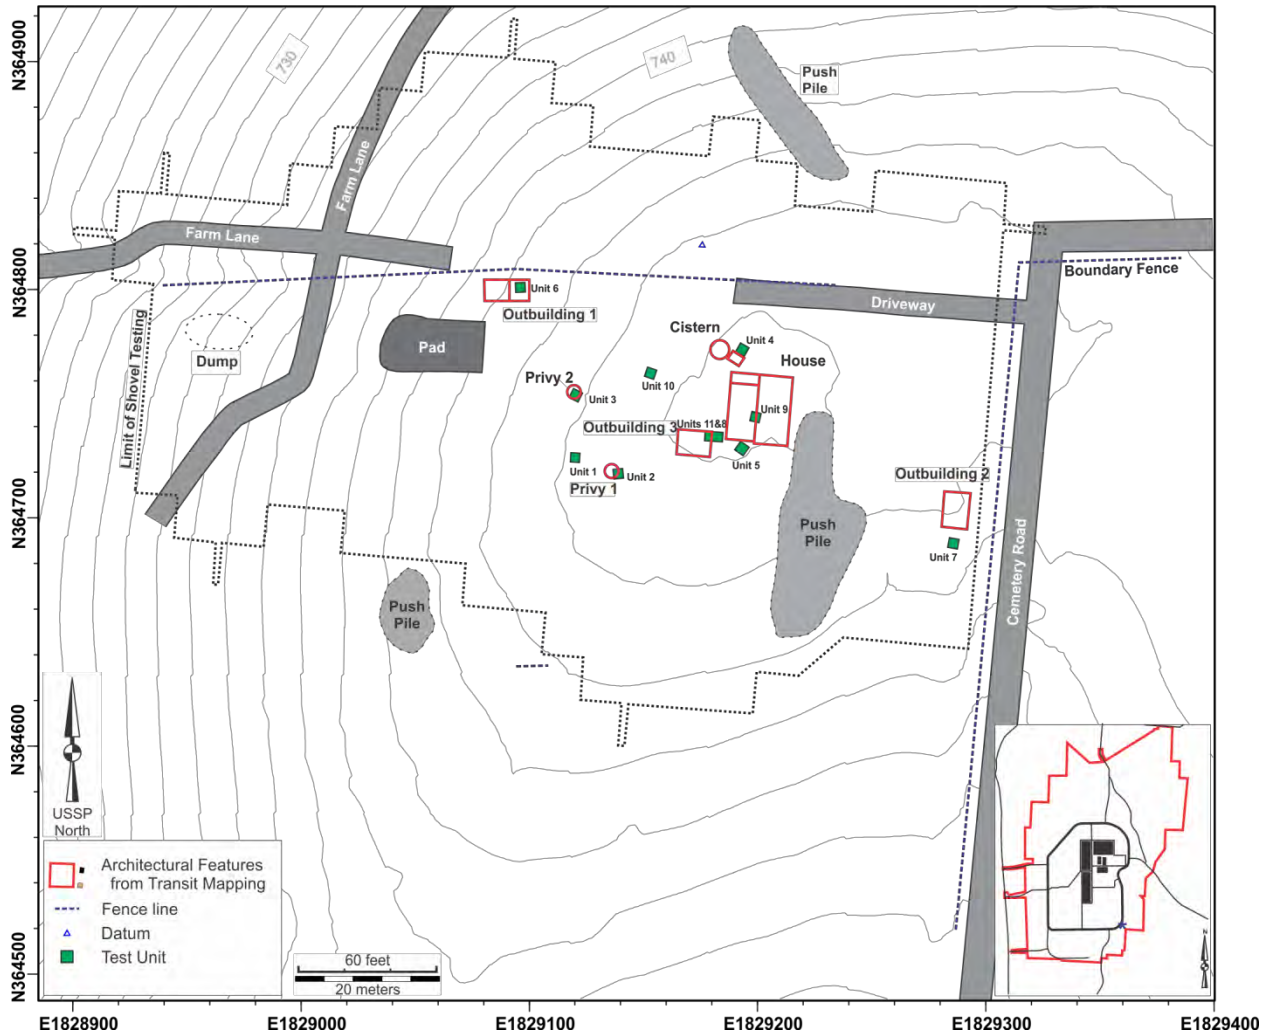 N364900
N364800
N364700
N364600
N364500
730
740
Push
Pile
Farm Lane
Farm Lane
Boundary Fence
Unit 6
Outbuilding 1
Driveway
Cistern
Unit 4
House
Dump
Pad
Limit of Shovel Testing
Privy 2
Unit 3
Unit 10
Unit 9
Outbuilding 3
Units 11&8
Unit 5
Unit 1
Unit 2
Privy 1
Outbuilding 2
Unit 7
Push
Pile
Cemetery Road
Push
Pile
USSP
North
Architectural Features
from Transit Mapping
Fence line
Datum
Test Unit
60 feet
20 meters
E1828900
E1829000
E1829100
E1829200
E1829300
E1829400